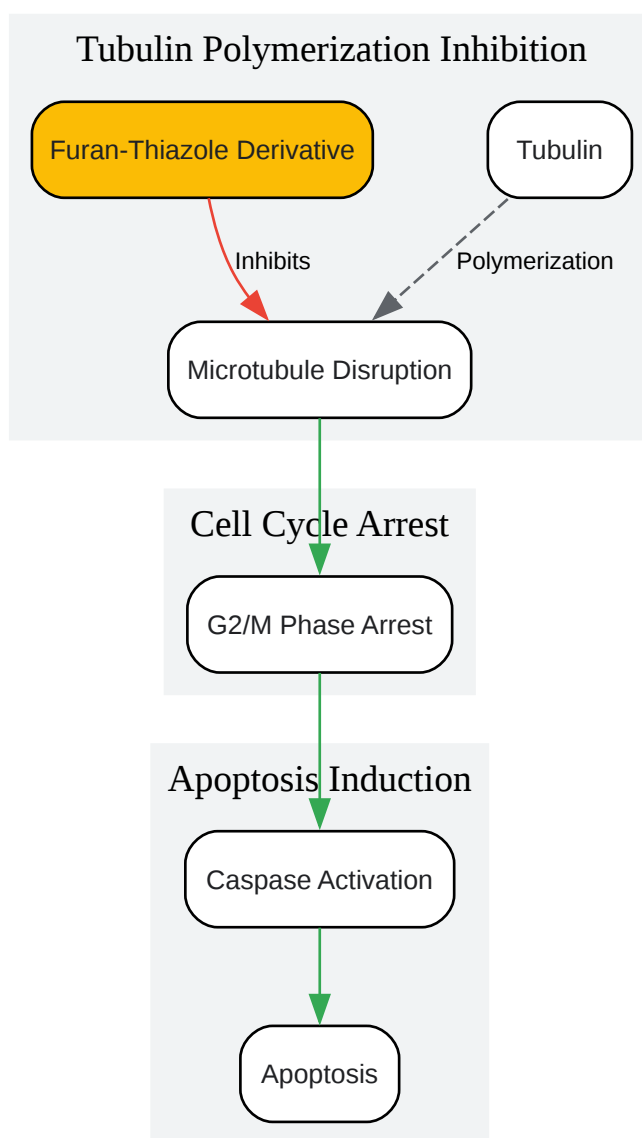 Tubulin Polymerization Inhibition
Furan-Thiazole Derivative
Tubulin
Inhibits
Polymerization
Microtubule Disruption
Cell Cycle Arrest
G2/M Phase Arrest
Apoptosis Induction
Caspase Activation
Apoptosis